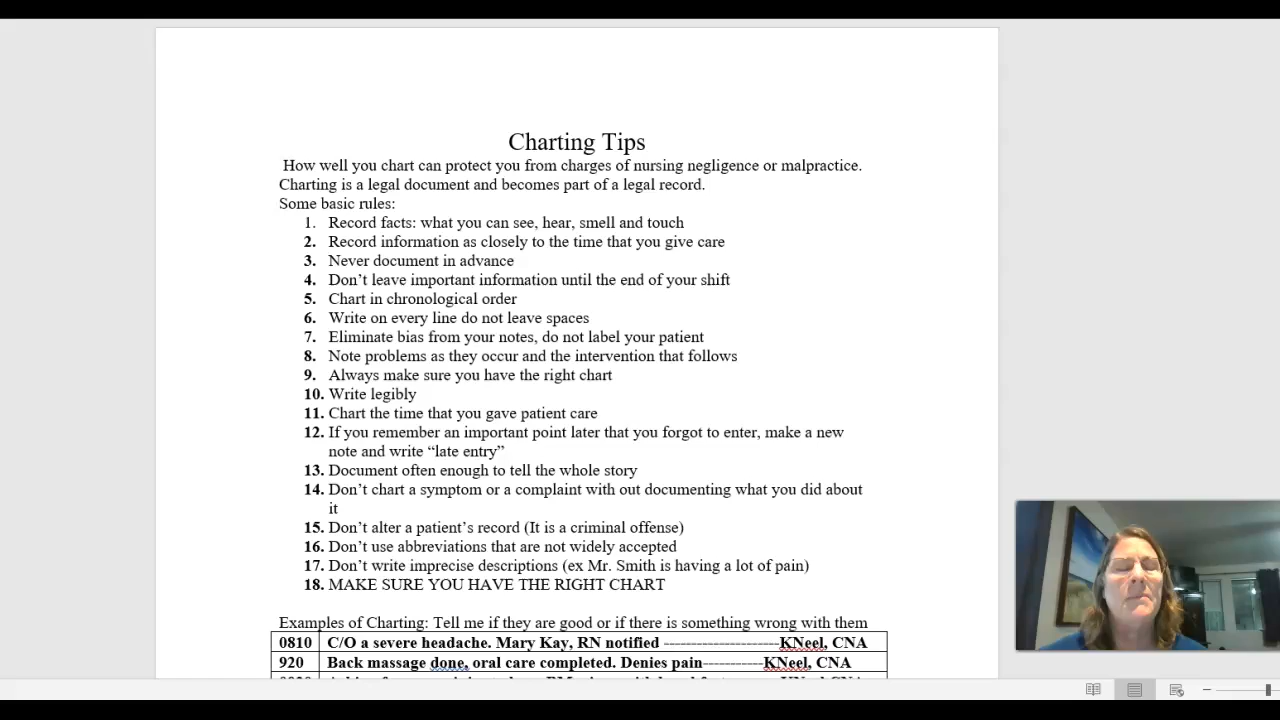 Charting Tips
How well you chart can protect you from charges of nursing negligence or malpractice.
Charting is a legal document and becomes part of a legal record.
Some basic rules:
1. Record facts: what you can see, hear, smell and touch
2. Record information as closely to the time that you give care
3. Never document in advance
4. Don’t leave important information until the end of your shift
5. Chart in chronological order
6. Write on every line do not leave spaces
7. Eliminate bias from your notes, do not label your patient
8. Note problems as they occur and the intervention that follows
9. Always make sure you have the right chart
10. Write legibly
11. Chart the time that you gave patient care
12. If you remember an important point later that you forgot to enter, make a new
note and write “late entry”
13. Document often enough to tell the whole story
14. Don’t chart a symptom or a complaint with out documenting what you did about
it
15. Don’t alter a patient’s record (It is a criminal offense)
16. Don’t use abbreviations that are not widely accepted
17. Don’t write imprecise descriptions (ex Mr. Smith is having a lot of pain)
18. MAKE SURE YOU HAVE THE RIGHT CHART
Examples of Charting: Tell me if they are good or if there is something wrong with them
0810 C/O a severe headache. Mary Kay, RN notified ---------------------KNeel, CNA
920 Back massage done, oral care completed. Denies pain-----------KNeel, CNA